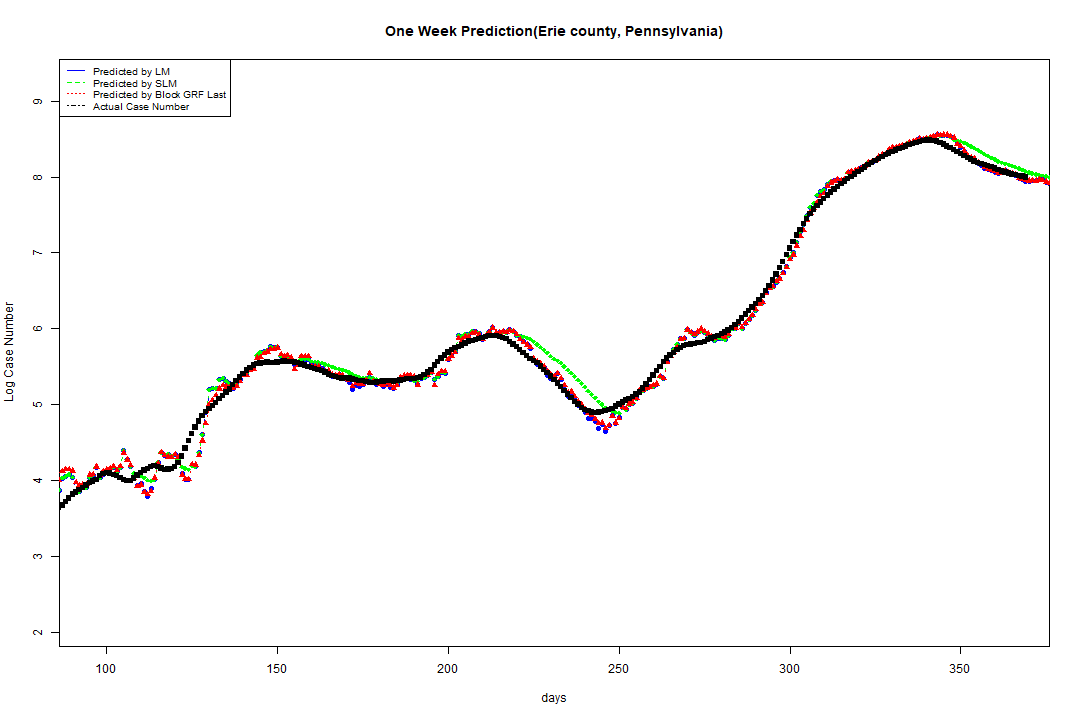 One Week Prediction(Erie county, Pennsylvania)
Predicted by LM
Predicted by SLM
Predicted by Block GRF Last
Actual Case Number
9
8
7
6
5
4
3
2
Log Case Number
100 150 200 250 300 350
days